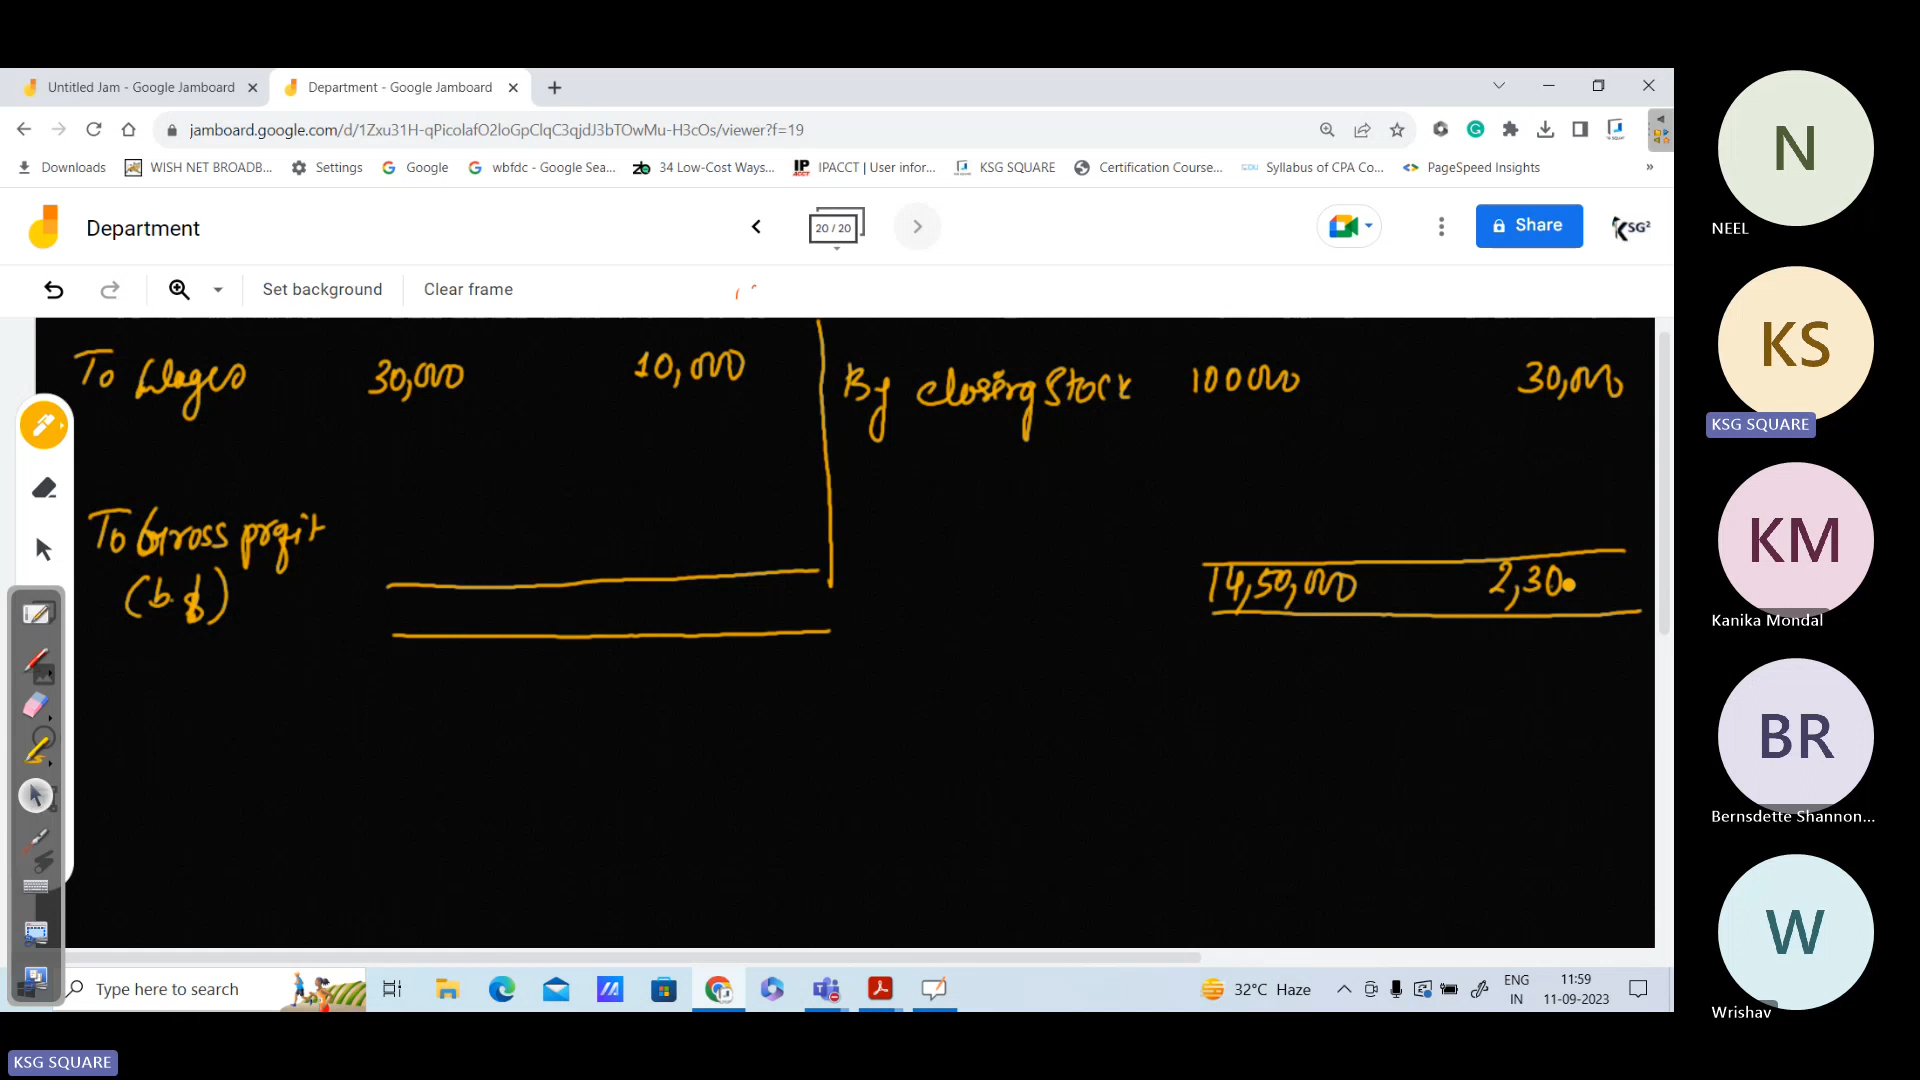 Untitled Jam - Google Jamboard
Department - Google Jamboard
jamboard.google.com/d/1Zxu31H-qPicolafO2loGpClqC3qjdJ3bTOwMu-H3cOs/viewer?f=19
Downloads WISH NET BROADB... Settings Google wbfdc - Google Sea... 34 Low-Cost Ways... IPACCT | User infor... KSG SQUARE Certification Course... Syllabus of CPA Co... PageSpeed Insights »
Department
20 / 20
Share
KSG²
Set background
Clear frame
To Wages 30,000 10,000 By closing Stock 100000 30,000
To Gross profit
(b.f)
14,50,000 2,30
Type here to search
32°C Haze
ENG
IN
11:59
11-09-2023
N
NEEL
KS
KSG SQUARE
KM
Kanika Mondal
BR
Bernsdette Shannon...
W
Wrishav
KSG SQUARE